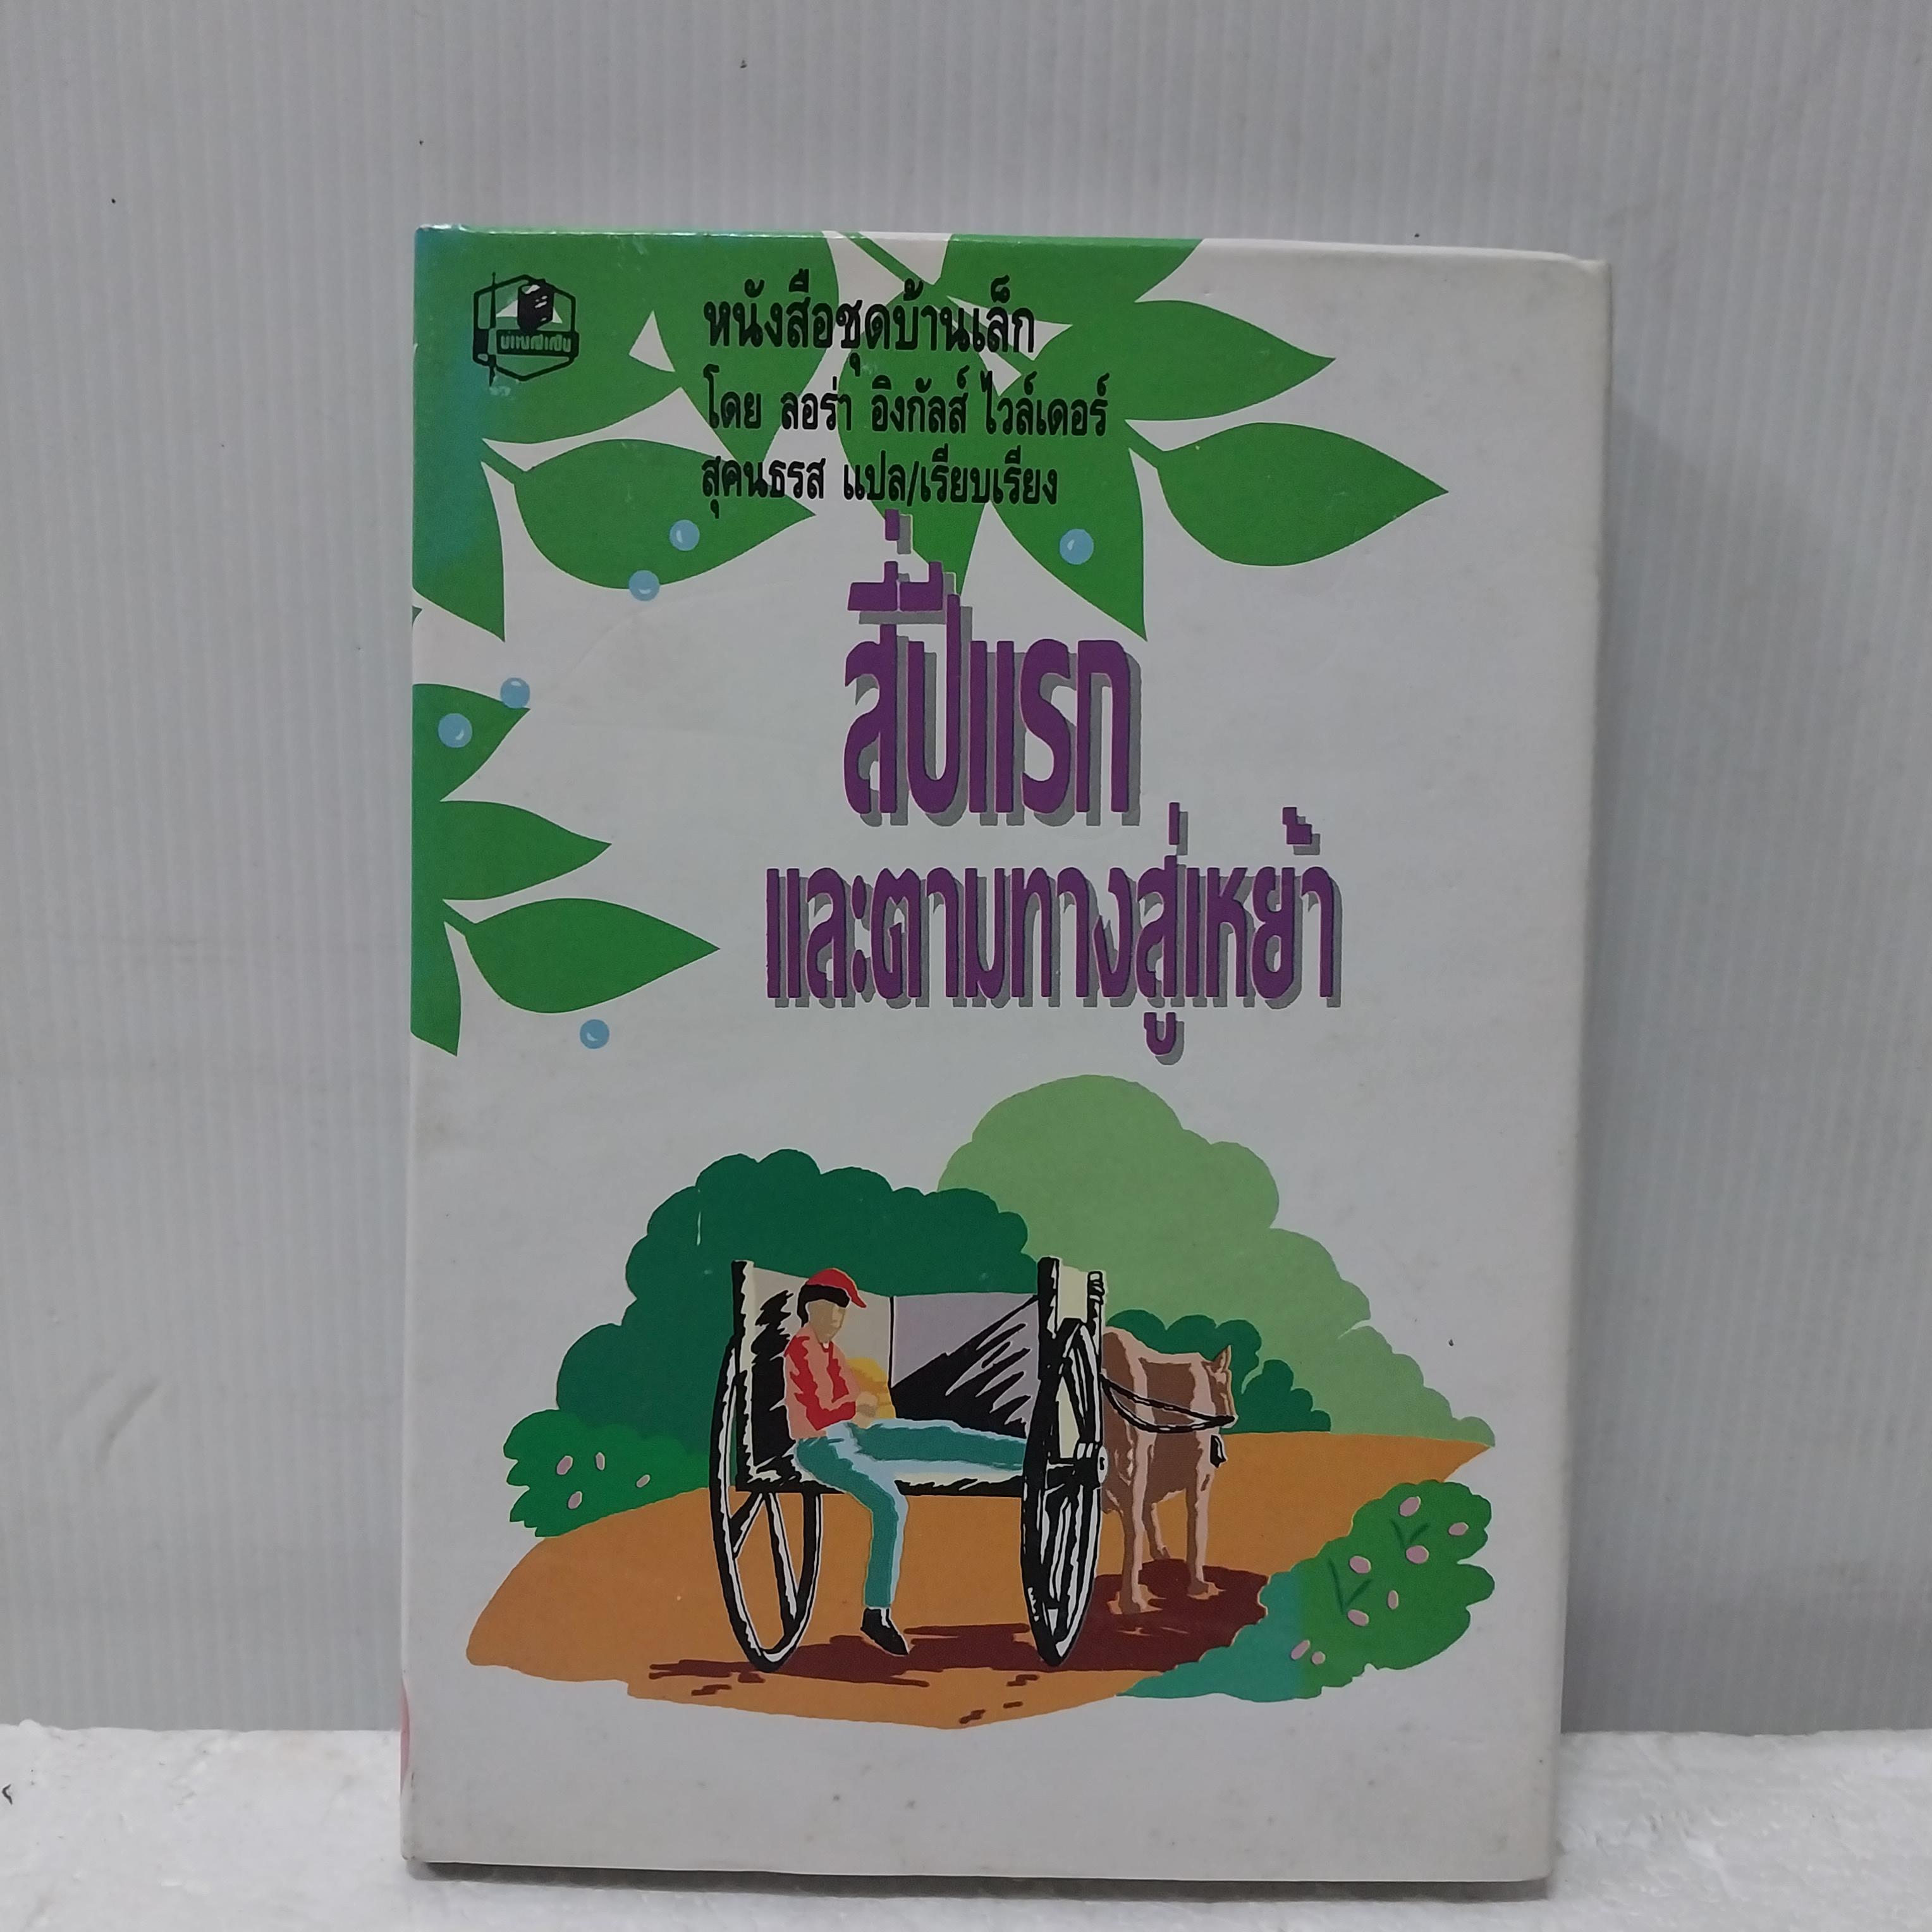 หนังสือชุดบ้านเล็ก
โดย ลอร่า อิงกัลส์ ไวล์เดอร์
สุคนธรส แปล/เรียบเรียง
สี่ปีแรก
และตามทางสู่เหย้า